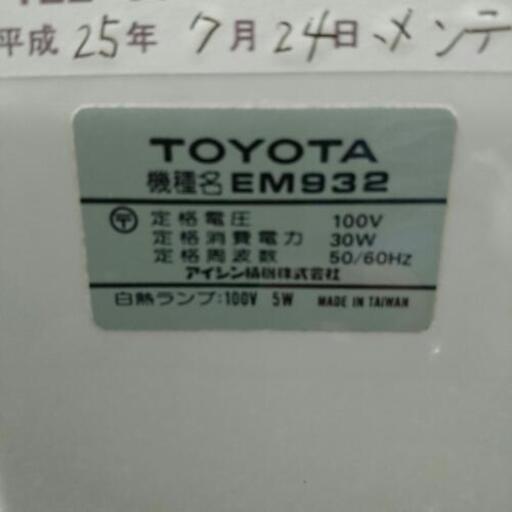 平成25年 7月24日 メンテ
TOYOTA
機種名 EM932
〒 定格電圧 100V
定格消費電力 30W
定格周波数 50/60Hz
アイシン精機株式会社
白熱ランプ:100V 5W MADE IN TAIWAN